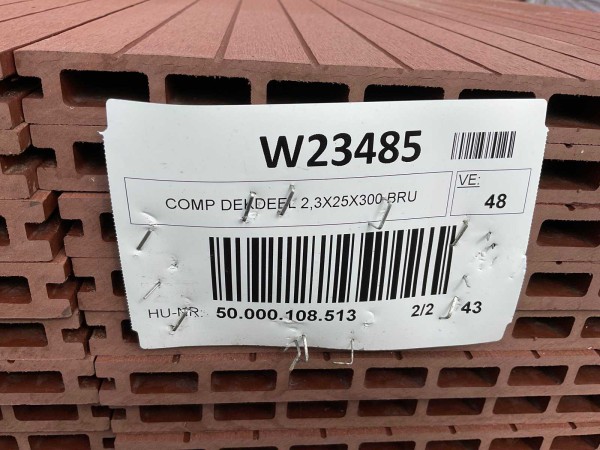 W23485
COMP DEKDEEL 2,3X25X300 BRU
VE:
48
HU-NR: 50.000.108.513 2/2 43